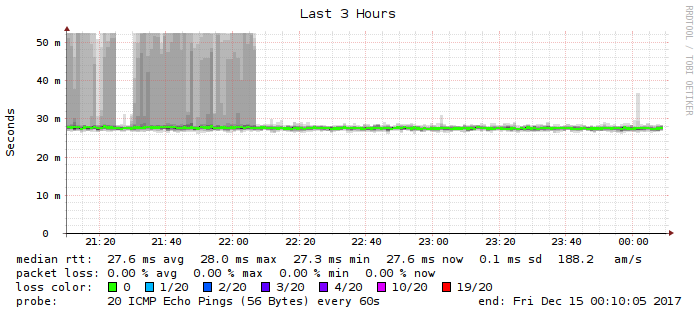 Last 3 Hours
RRDTOOL / TOBI OETIKER
Seconds
50 m
40 m
30 m
20 m
10 m
0
21:20 21:40 22:00 22:20 22:40 23:00 23:20 23:40 00:00
median rtt: 27.6 ms avg 28.0 ms max 27.3 ms min 27.6 ms now 0.1 ms sd 188.2 am/s
packet loss: 0.00 % avg 0.00 % max 0.00 % min 0.00 % now
loss color: 0 1/20 2/20 3/20 4/20 10/20 19/20
probe: 20 ICMP Echo Pings (56 Bytes) every 60s end: Fri Dec 15 00:10:05 2017